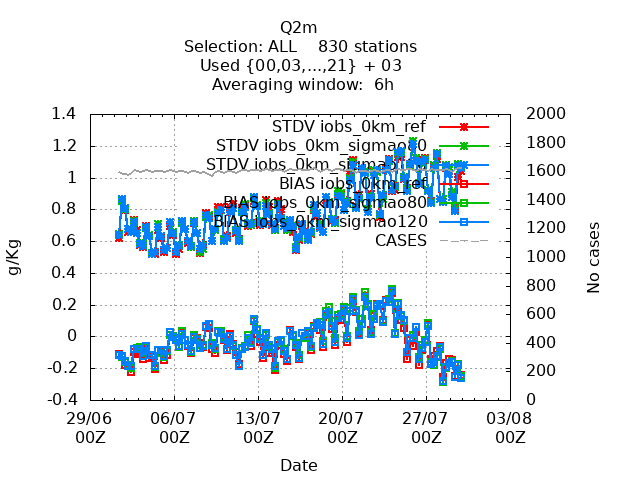 Q2m
Selection: ALL    830 stations
Used {00,03,...,21} + 03
Averaging window:  6h
g/Kg
1.4
1.2
1
0.8
0.6
0.4
0.2
0
-0.2
-0.4
STDV iobs_0km_ref
STDV iobs_0km_sigmao80
STDV iobs_0km_sigmao120
BIAS iobs_0km_ref
BIAS iobs_0km_sigmao80
BIAS iobs_0km_sigmao120
CASES
2000
1800
1600
1400
1200
1000
800
600
400
200
0
No cases
29/06 06/07 13/07 20/07 27/07 03/08
00Z 00Z 00Z 00Z 00Z 00Z
Date